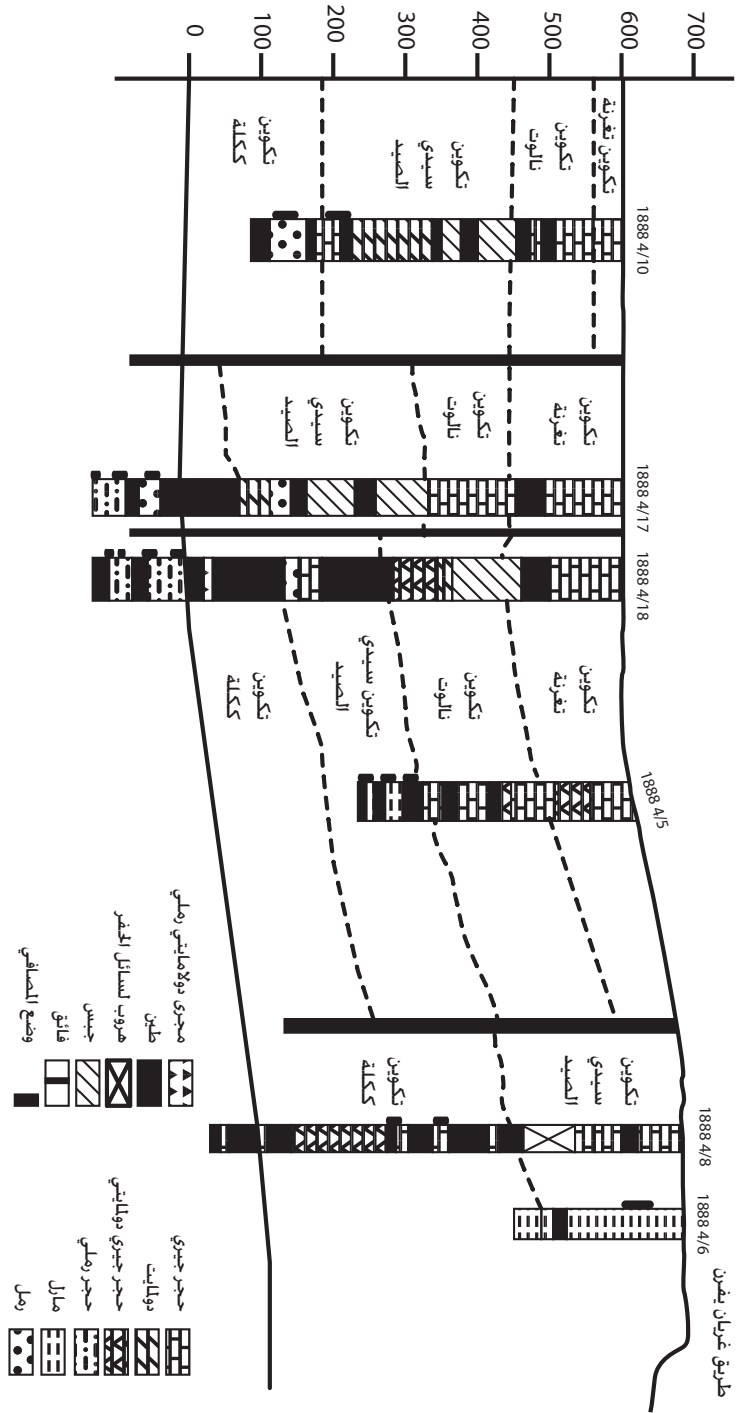 700
600
500
400
300
200
100
0
تكوين تغرنة
تكوين
نالوت
تكوين
سيدي
الصيد
تكوين
ككلة
1888 4/10
تكوين
تغرنة
تكوين
نالوت
تكوين
سيدي
الصيد
1888 4/17
1888 4/18
تكوين
تغرنة
تكوين
نالوت
تكوين سيدي
الصيد
تكوين
ككلة
1888 4/5
تكوين
سيدي
الصيد
تكوين
ككلة
1888 4/8
1888 4/6
طريق غريان يفرن
مجرى دولامايتي رملي
طين
هروب لسائل الحفر
جبس
فائق
وضع المصافي
حجر جيري
دولمايت
حجر جيري دولمايتي
حجر رملي
مارل
رمل